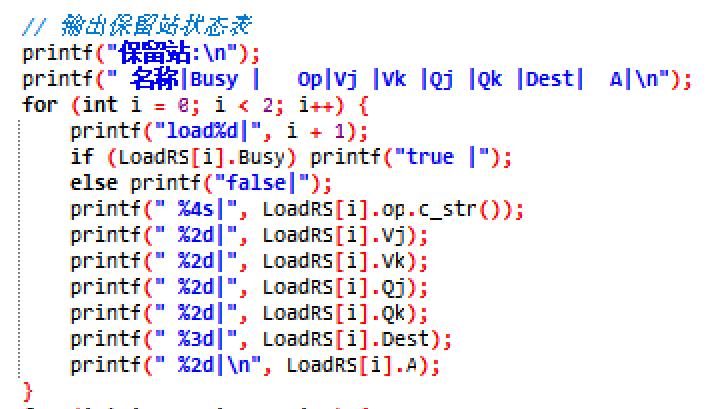 // 输出保留站状态表
printf("保留站:\n");
printf(" 名称|Busy |   Op|Vj |Vk |Qj |Qk |Dest|  A|\n");
for (int i = 0; i < 2; i++) {
    printf("load%d|", i + 1);
    if (LoadRS[i].Busy) printf("true |");
    else printf("false|");
    printf(" %4s|", LoadRS[i].op.c_str());
    printf(" %2d|", LoadRS[i].Vj);
    printf(" %2d|", LoadRS[i].Vk);
    printf(" %2d|", LoadRS[i].Qj);
    printf(" %2d|", LoadRS[i].Qk);
    printf(" %3d|", LoadRS[i].Dest);
    printf(" %2d|\n", LoadRS[i].A);
}